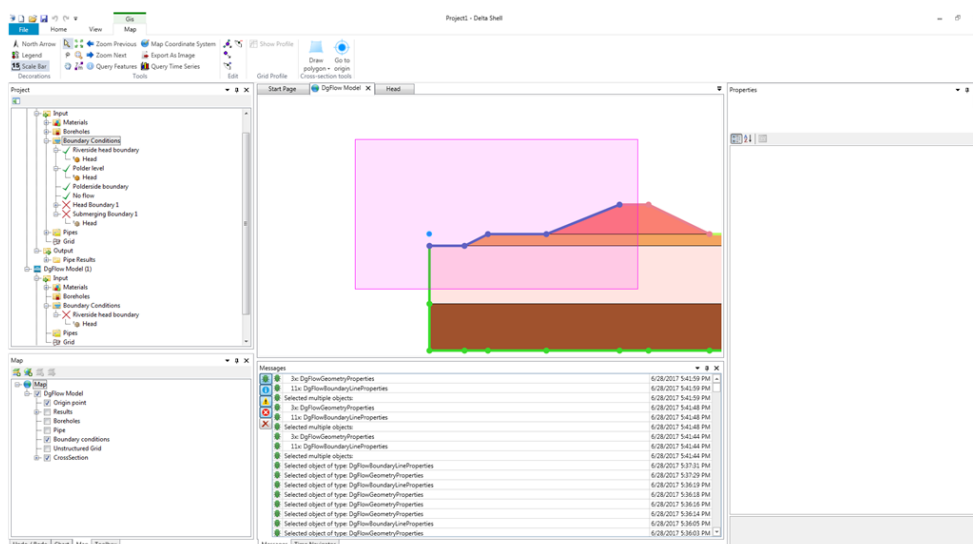 Project1 - Delta Shell
Gis
File Home View Map
North Arrow Zoom Previous Map Coordinate System Show Profile
Legend Zoom Next Export As Image
Scale Bar Query Features Query Time Series
Draw polygon Go to origin
Decorations Tools Edit Grid Profile Cross-section tools
Project
Input
Materials
Boreholes
Boundary Conditions
Riverside head boundary
Head
Polder level
Head
Polderside boundary
No flow
Head Boundary 1
Submerging Boundary 1
Head
Pipes
Grid
Output
Pipe Results
DgFlow Model (1)
Input
Materials
Boreholes
Boundary Conditions
Riverside head boundary
Head
Pipes
Grid
Map
Map
DgFlow Model
Origin point
Results
Boreholes
Pipe
Boundary conditions
Unstructured Grid
CrossSection
Start Page DgFlow Model Head
Messages
3x: DgFlowGeometryProperties 6/28/2017 5:41:59 PM
11x: DgFlowBoundaryLineProperties 6/28/2017 5:41:59 PM
Selected multiple objects: 6/28/2017 5:41:59 PM
3x: DgFlowGeometryProperties 6/28/2017 5:41:48 PM
11x: DgFlowBoundaryLineProperties 6/28/2017 5:41:48 PM
Selected multiple objects: 6/28/2017 5:41:48 PM
3x: DgFlowGeometryProperties 6/28/2017 5:41:44 PM
11x: DgFlowBoundaryLineProperties 6/28/2017 5:41:44 PM
Selected multiple objects: 6/28/2017 5:41:44 PM
Selected object of type: DgFlowBoundaryLineProperties 6/28/2017 5:37:31 PM
Selected object of type: DgFlowGeometryProperties 6/28/2017 5:37:29 PM
Selected object of type: DgFlowBoundaryLineProperties 6/28/2017 5:36:19 PM
Selected object of type: DgFlowGeometryProperties 6/28/2017 5:36:18 PM
Selected object of type: DgFlowGeometryProperties 6/28/2017 5:36:16 PM
Selected object of type: DgFlowGeometryProperties 6/28/2017 5:36:14 PM
Selected object of type: DgFlowBoundaryLineProperties 6/28/2017 5:36:05 PM
Selected object of type: DgFlowGeometryProperties 6/28/2017 5:36:03 PM
Properties